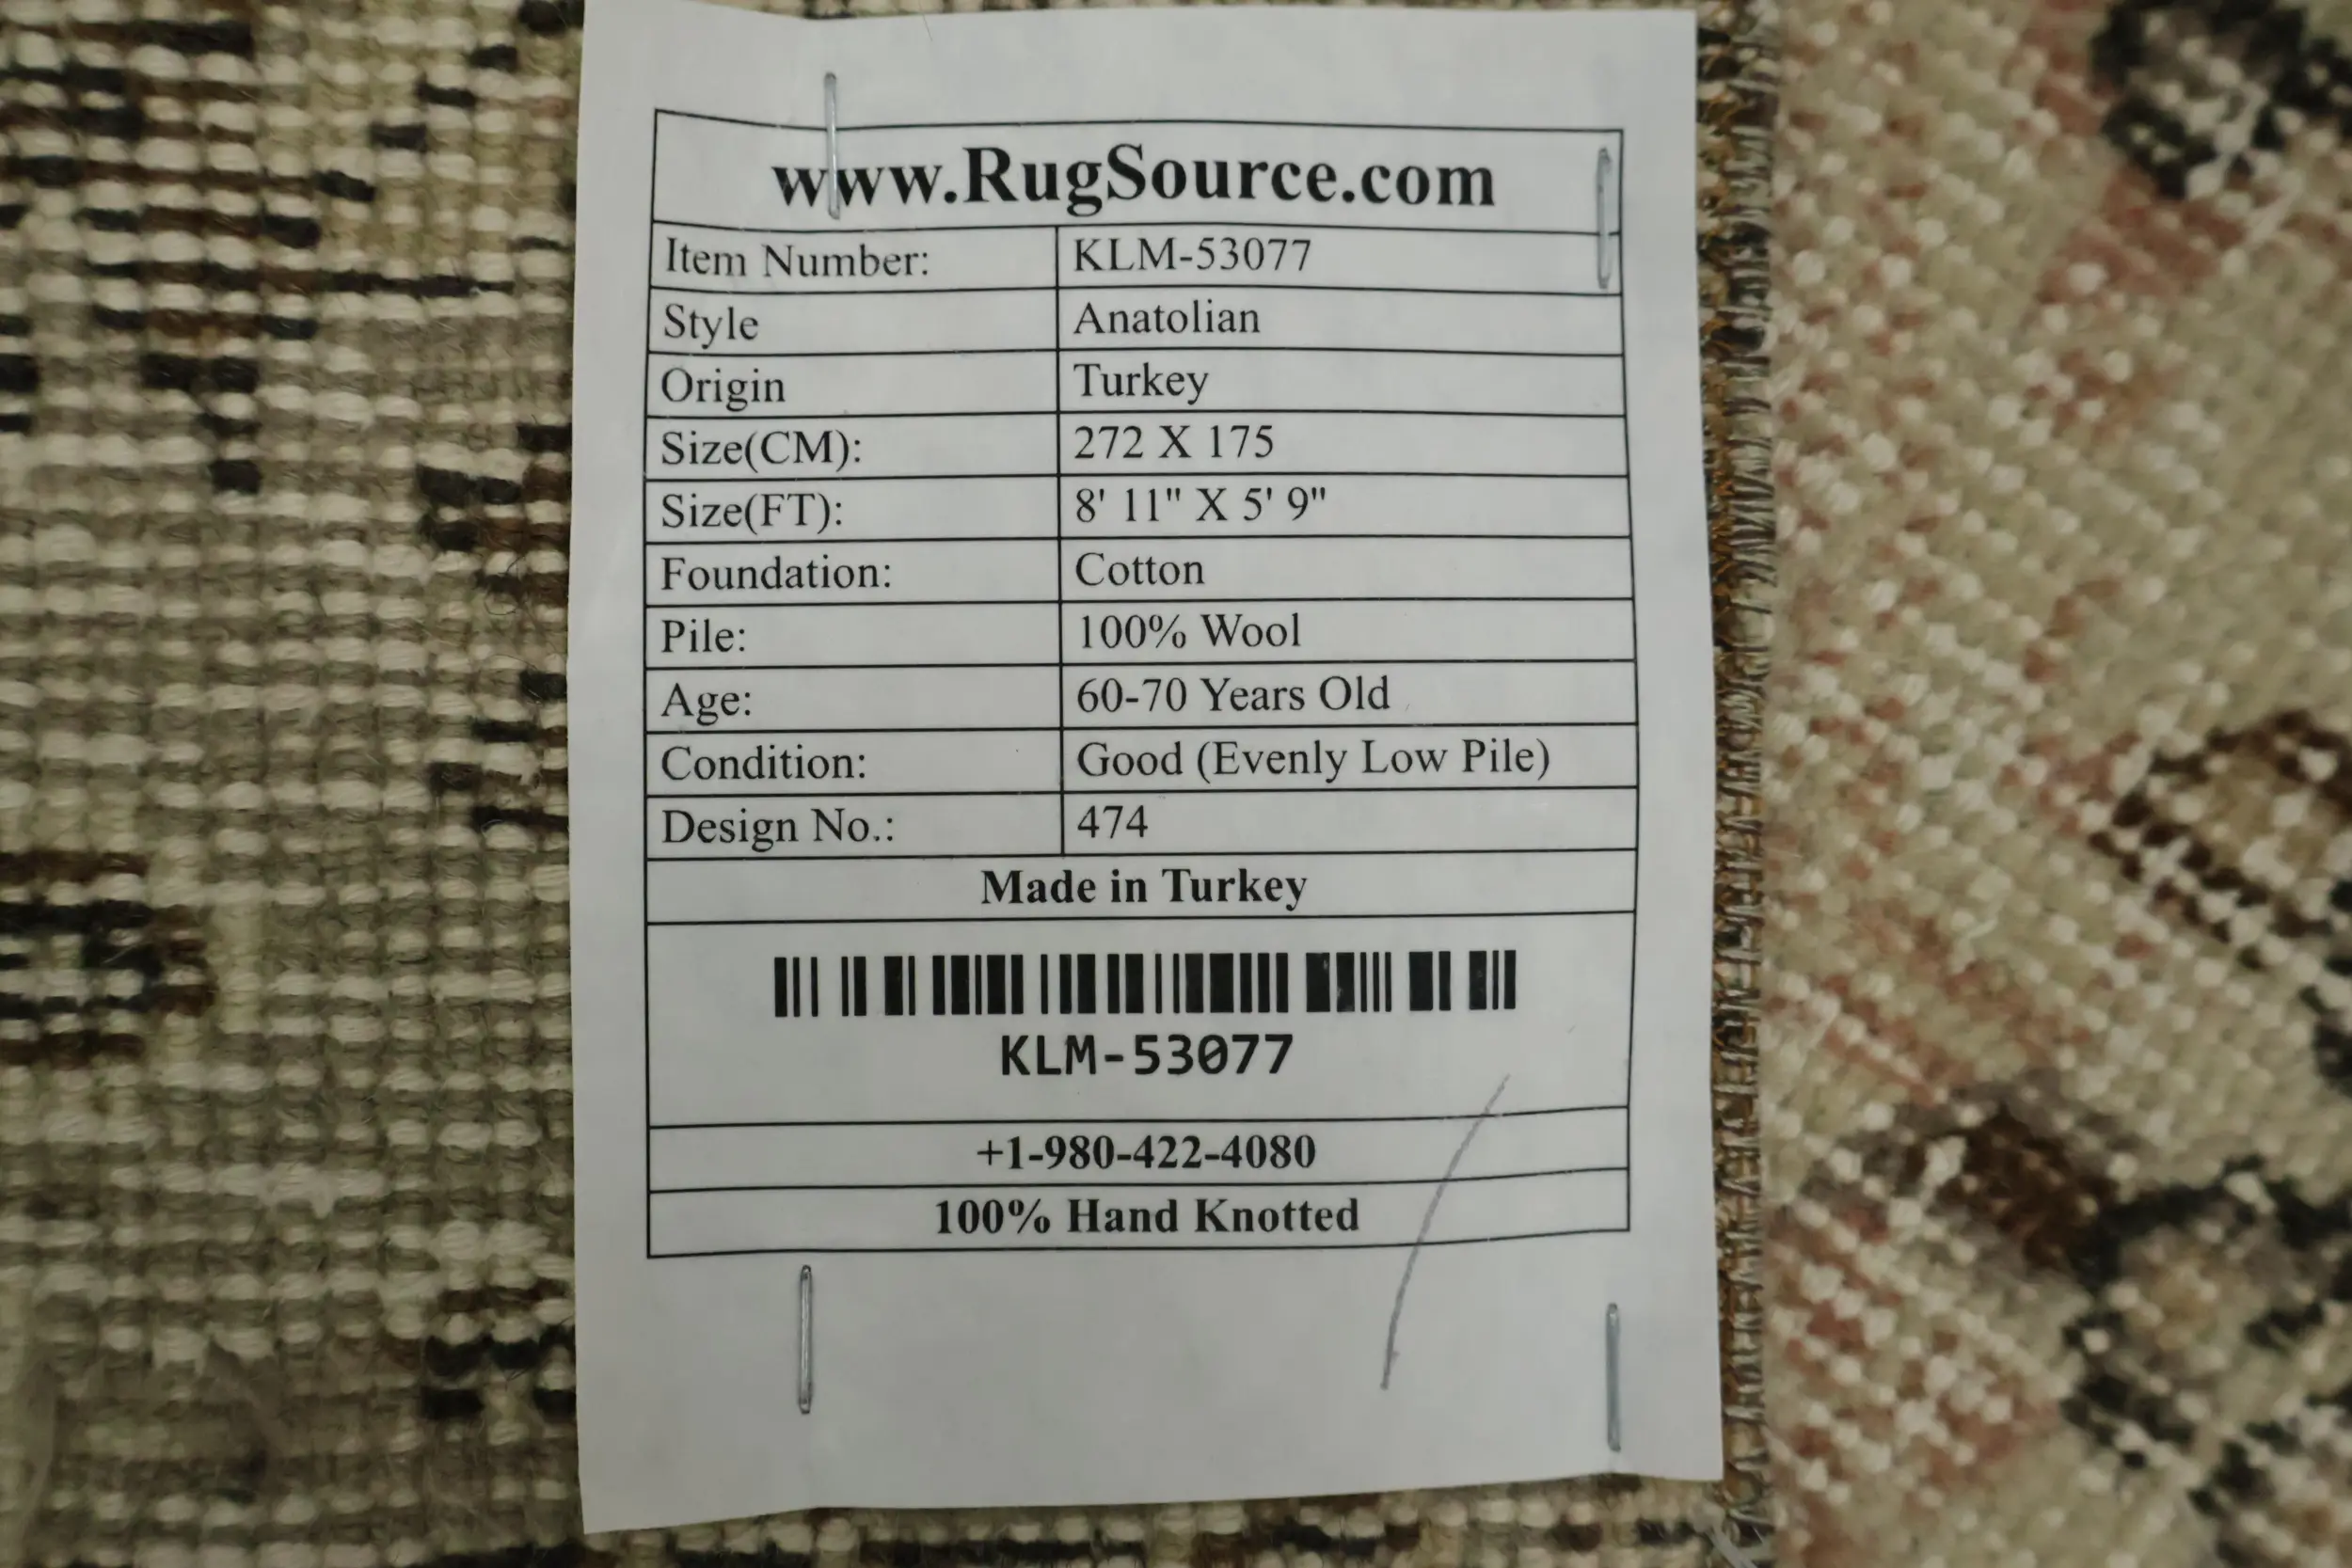 www.RugSource.com
Item Number: KLM-53077
Style Anatolian
Origin Turkey
Size(CM): 272 X 175
Size(FT): 8' 11" X 5' 9"
Foundation: Cotton
Pile: 100% Wool
Age: 60-70 Years Old
Condition: Good (Evenly Low Pile)
Design No.: 474
Made in Turkey
KLM-53077
+1-980-422-4080
100% Hand Knotted